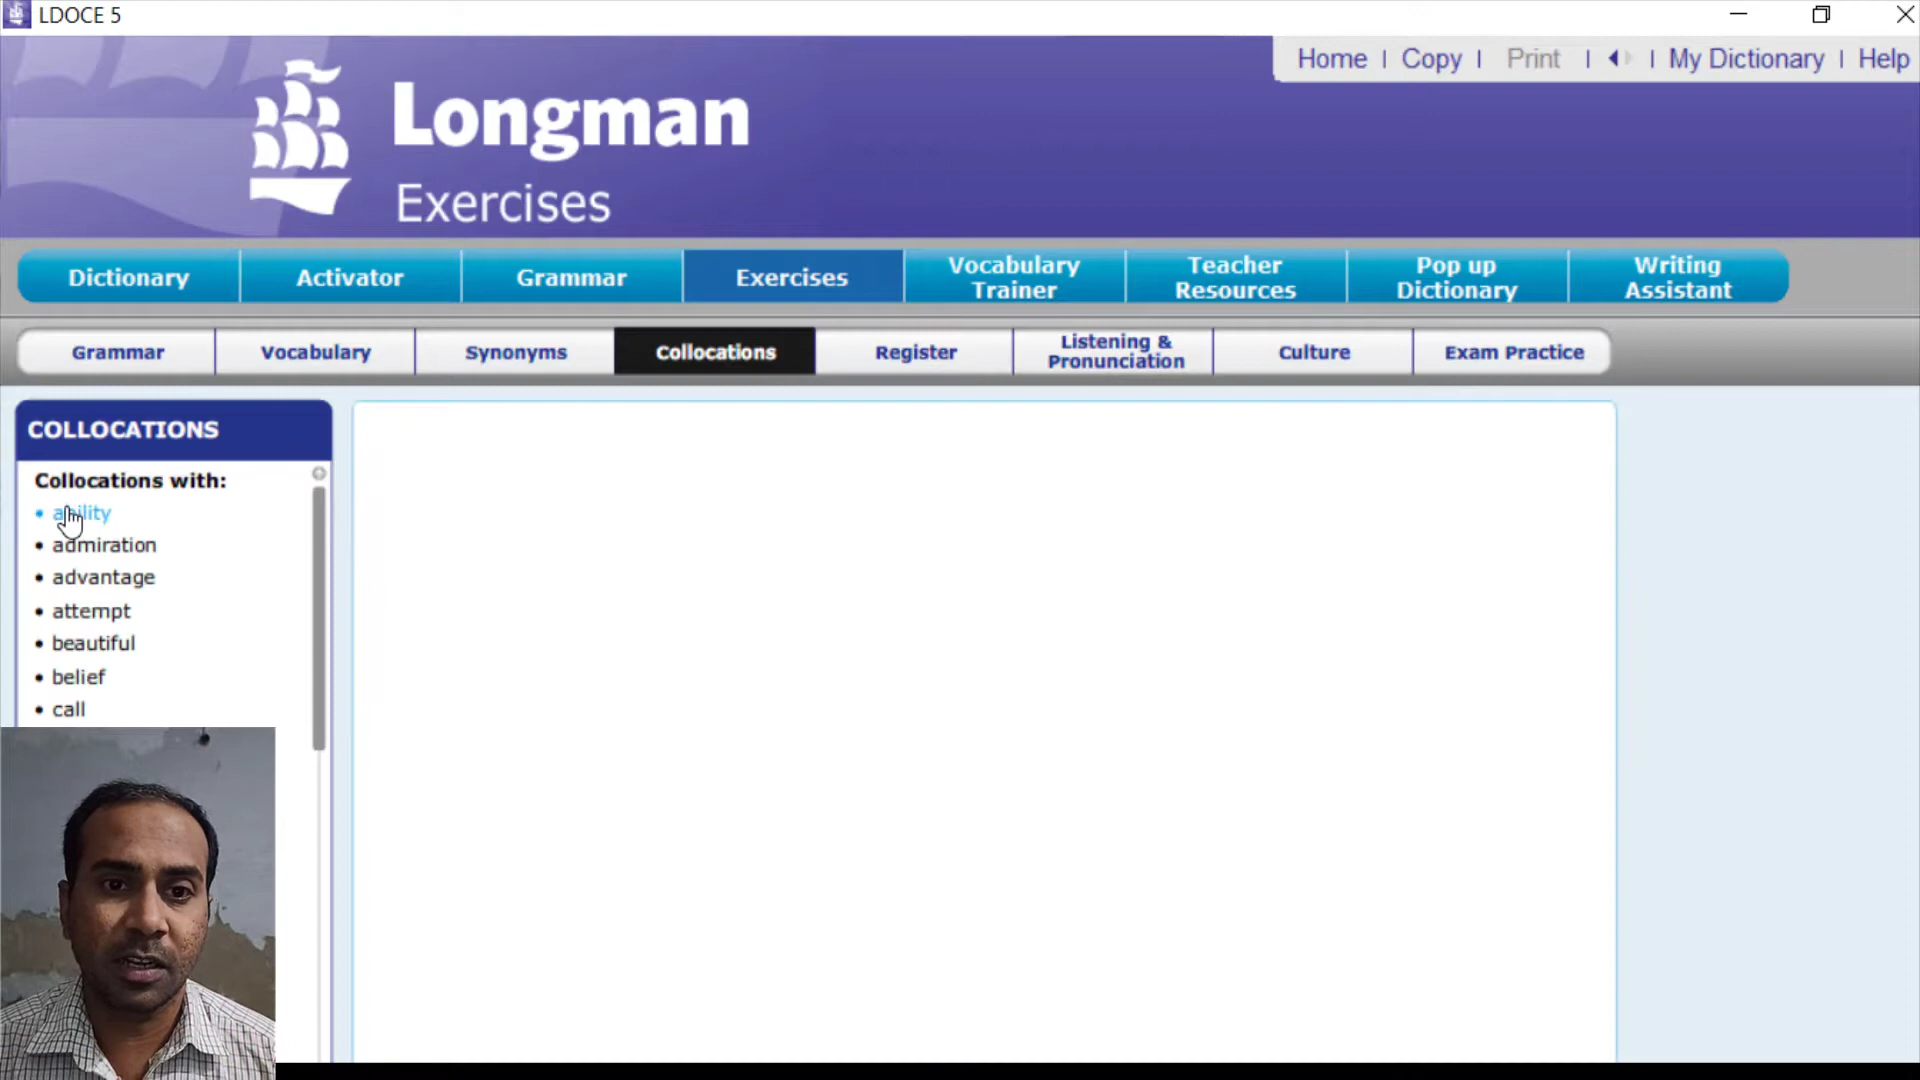 LDOCE 5
Home | Copy | Print | | My Dictionary | Help
Longman
Exercises
Dictionary
Activator
Grammar
Exercises
Vocabulary
Trainer
Teacher
Resources
Pop up
Dictionary
Writing
Assistant
Grammar
Vocabulary
Synonyms
Collocations
Register
Listening &
Pronunciation
Culture
Exam Practice
COLLOCATIONS
Collocations with:
• ability
• admiration
• advantage
• attempt
• beautiful
• belief
• call